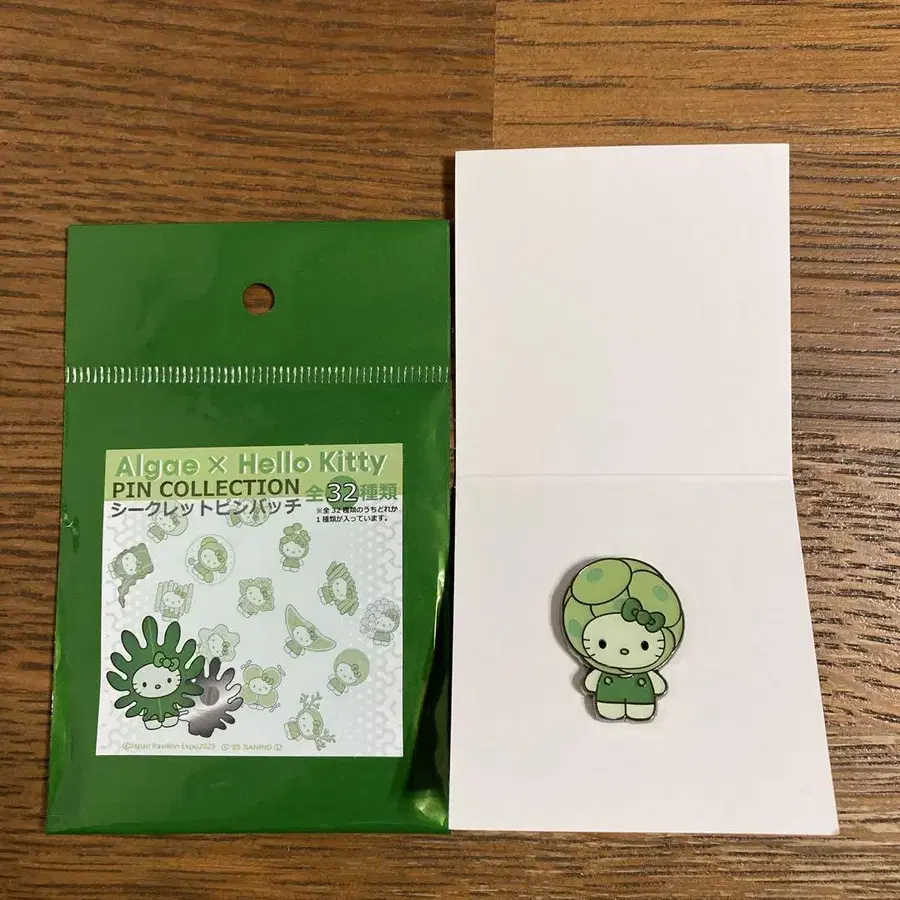 Algae × Hello Kitty
PIN COLLECTION 全32種類
シークレットピンバッチ ※全32種類のうちどれか
1種類が入っています。
©Japan Pavilion Expo2025 © '25 SANRIO Ⓛ